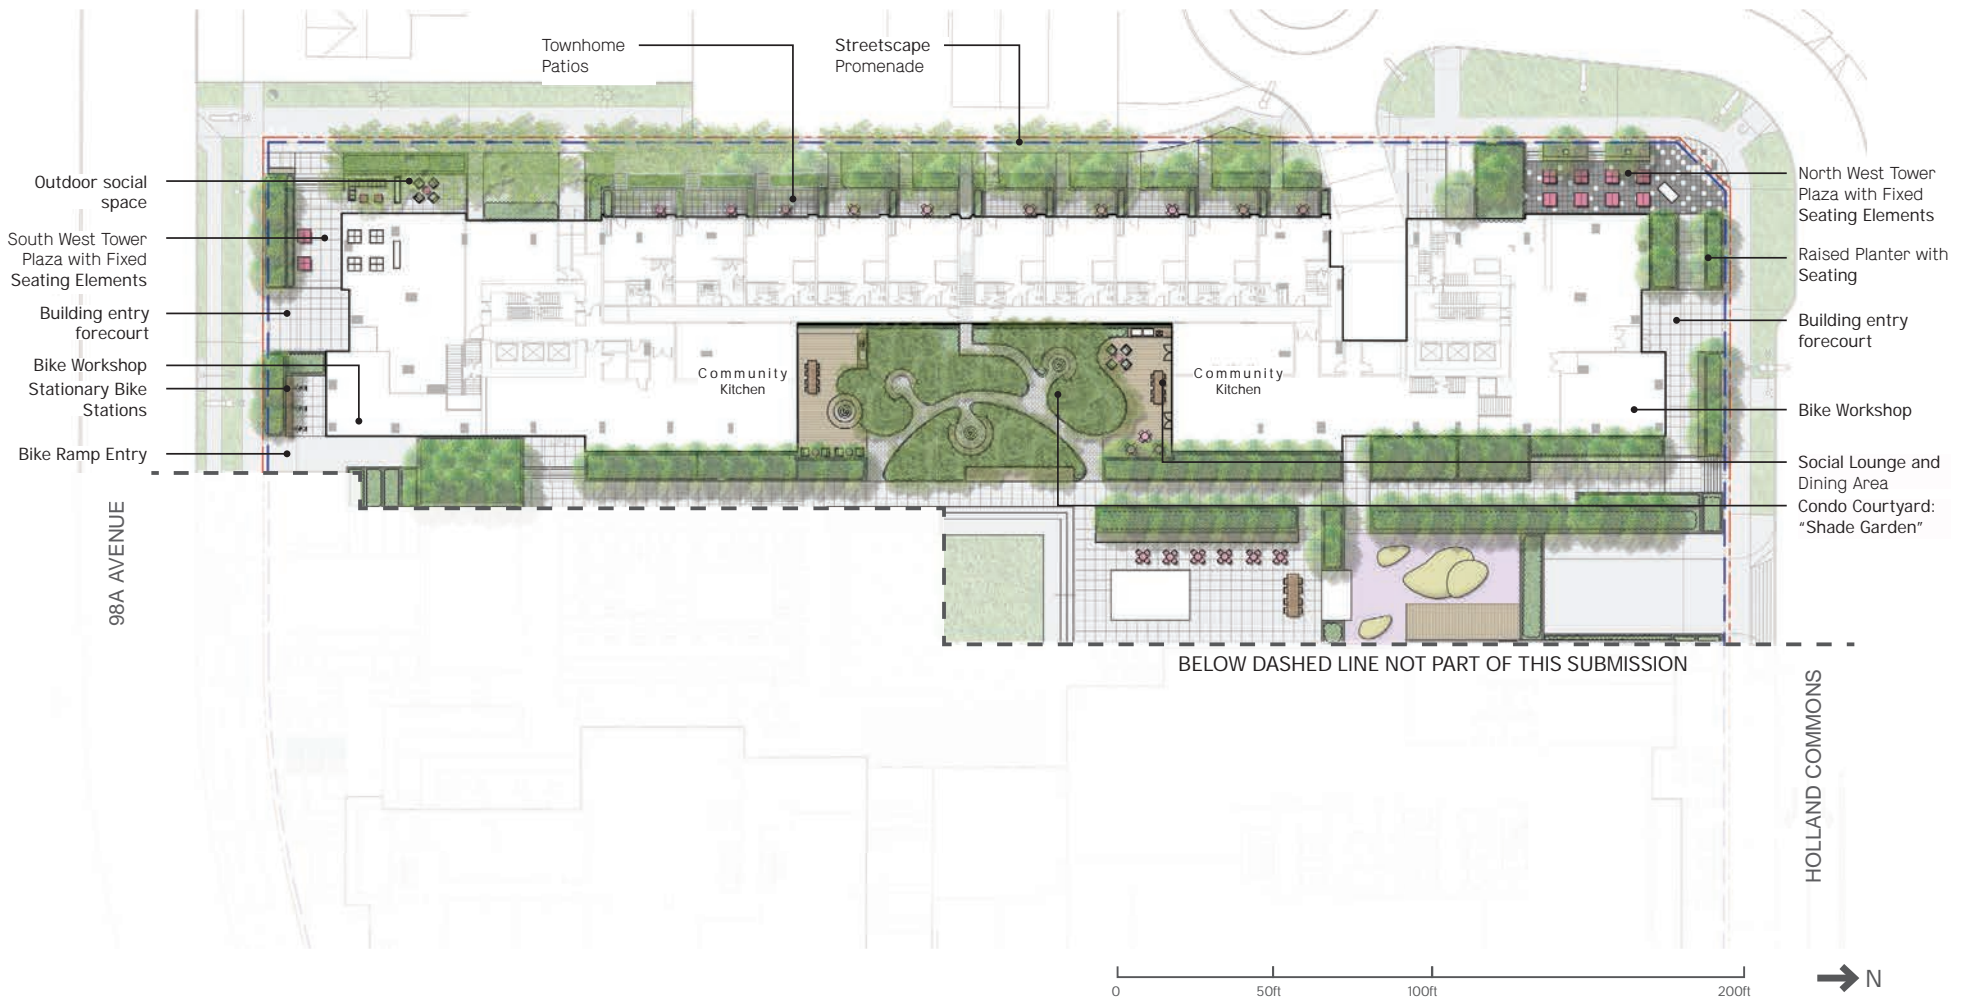 Townhome
Patios
Streetscape
Promenade
Outdoor social
space
South West Tower
Plaza with Fixed
Seating Elements
Building entry
forecourt
Bike Workshop
Stationary Bike
Stations
Bike Ramp Entry
98A AVENUE
Community
Kitchen
Community
Kitchen
North West Tower
Plaza with Fixed
Seating Elements
Raised Planter with
Seating
Building entry
forecourt
Bike Workshop
Social Lounge and
Dining Area
Condo Courtyard:
“Shade Garden”
BELOW DASHED LINE NOT PART OF THIS SUBMISSION
HOLLAND COMMONS
0 50ft 100ft 200ft
N